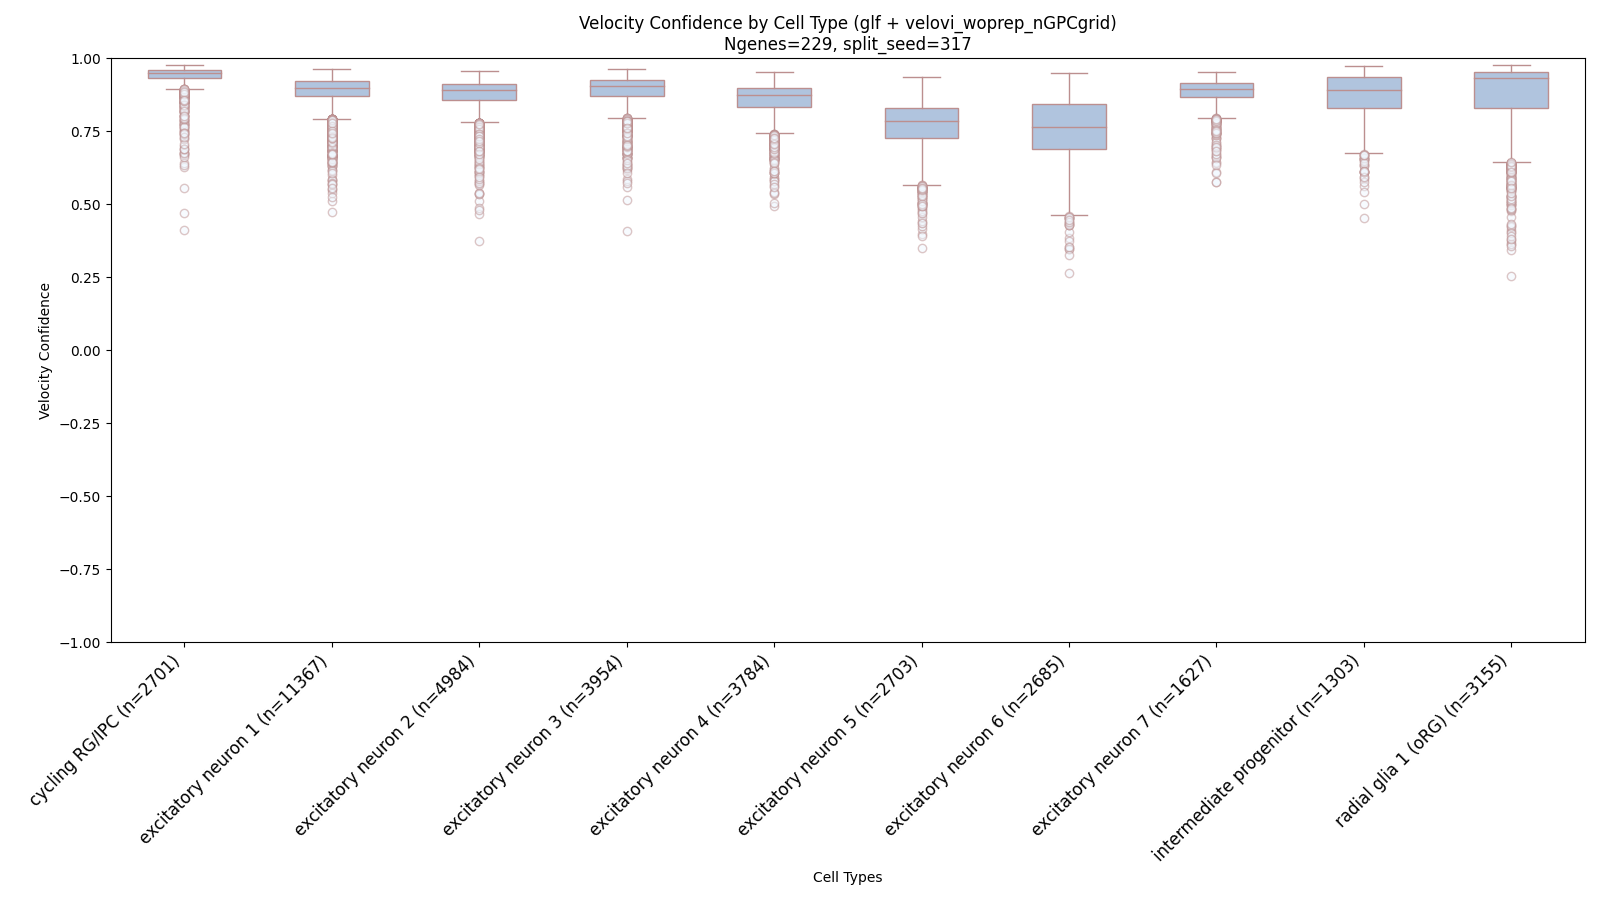 Velocity Confidence by Cell Type (glf + velovi_woprep_nGPCgrid)
Ngenes=229, split_seed=317
Velocity Confidence
1.00
0.75
0.50
0.25
0.00
−0.25
−0.50
−0.75
−1.00
cycling RG/IPC (n=2701)
excitatory neuron 1 (n=11367)
excitatory neuron 2 (n=4984)
excitatory neuron 3 (n=3954)
excitatory neuron 4 (n=3784)
excitatory neuron 5 (n=2703)
excitatory neuron 6 (n=2685)
excitatory neuron 7 (n=1627)
intermediate progenitor (n=1303)
radial glia 1 (oRG) (n=3155)
Cell Types